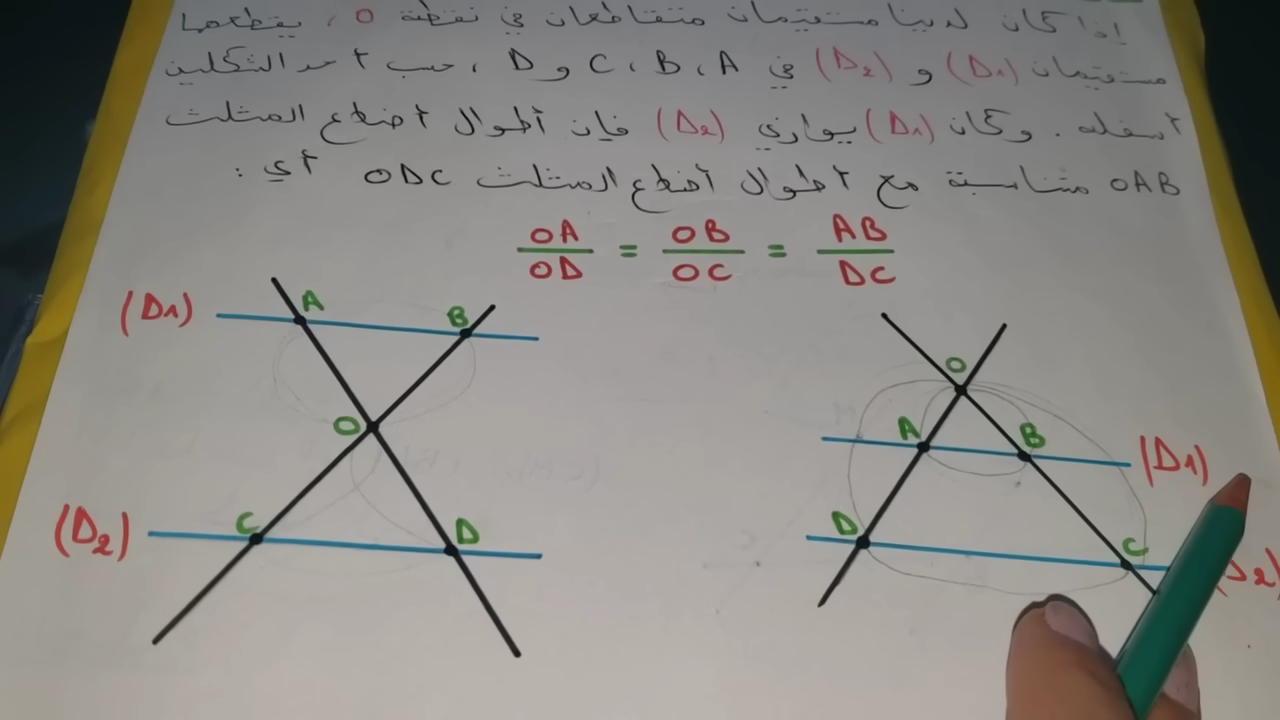 إذا كان لدينا مستقيمان متقاطعان في نقطة O، يقطعهما
مستقيمان (D1) و (D2) في A، B، C و D، حسب أحد الشكلين
أسفله. وكان (D1) يوازي (D2) فإن أطوال أضلاع المثلث
OAB متناسبة مع أطوال أضلاع المثلث ODC أي:
OA/OD = OB/OC = AB/DC
(D1) A B
O
(D2) C D
O
A B (D1)
D C